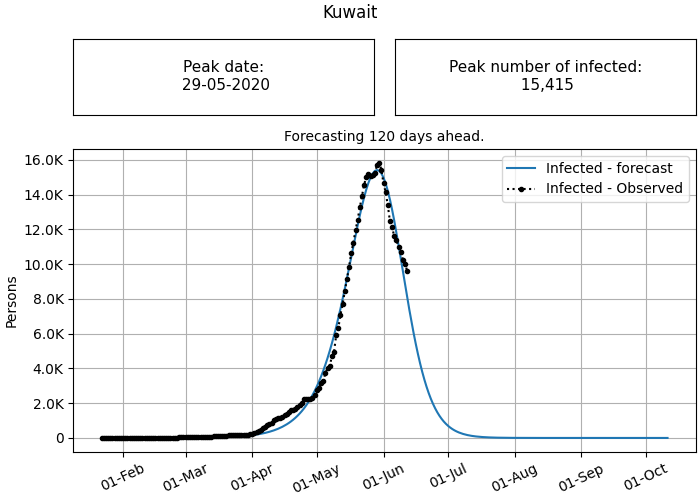 Kuwait
Peak date:
29-05-2020
Peak number of infected:
15,415
Forecasting 120 days ahead.
Infected - forecast
Infected - Observed
Persons
16.0K
14.0K
12.0K
10.0K
8.0K
6.0K
4.0K
2.0K
0
01-Feb
01-Mar
01-Apr
01-May
01-Jun
01-Jul
01-Aug
01-Sep
01-Oct